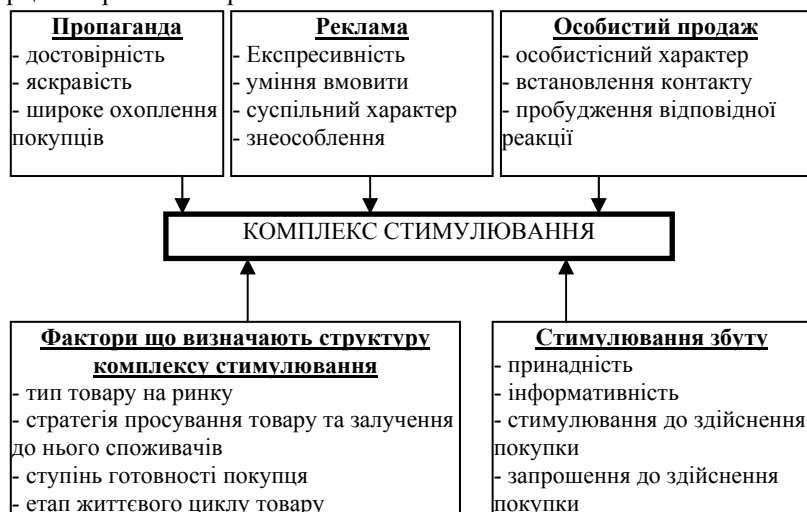 Пропаганда
- достовірність
- яскравість
- широке охоплення
покупців
Реклама
- Експресивність
- уміння вмовити
- суспільний характер
- знеособлення
Особистий продаж
- особистісний характер
- встановлення контакту
- пробудження відповідної
реакції
КОМПЛЕКС СТИМУЛЮВАННЯ
Фактори що визначають структуру
комплексу стимулювання
- тип товару на ринку
- стратегія просування товару та залучення
до нього споживачів
- ступінь готовності покупця
- етап життєвого циклу товару
Стимулювання збуту
- принадність
- інформативність
- стимулювання до здійснення
покупки
- запрошення до здійснення
покупки